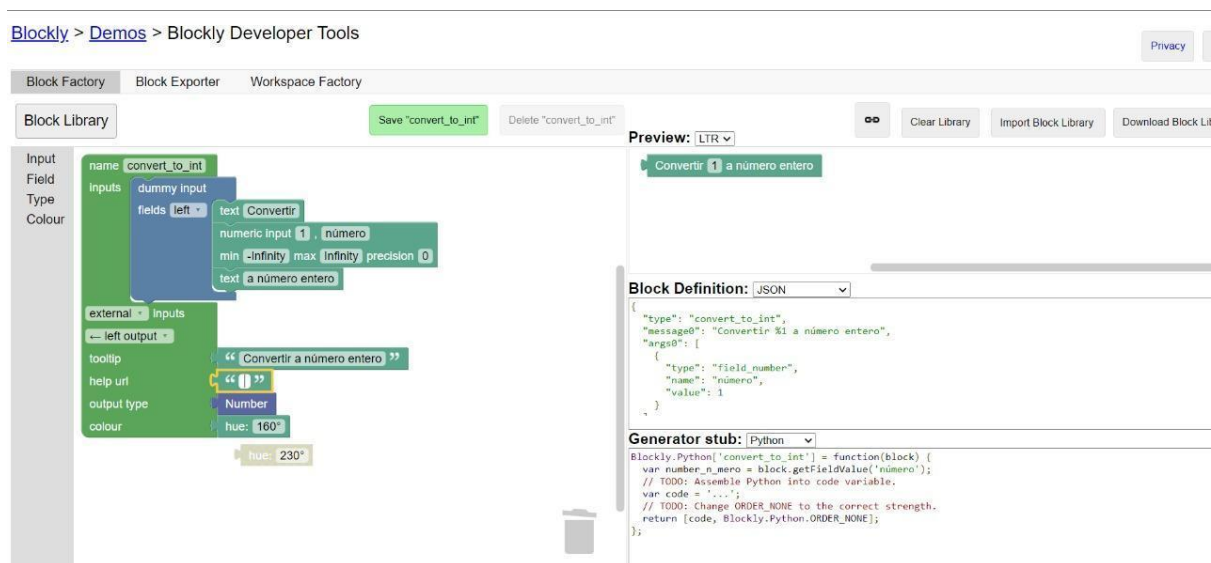 Blockly > Demos > Blockly Developer Tools
Privacy
Block Factory Block Exporter Workspace Factory
Block Library
Save "convert_to_int"
Delete "convert_to_int"
Clear Library
Import Block Library
Download Block Li
Input
Field
Type
Colour
name convert_to_int
inputs dummy input
fields left
text Convertir
numeric input 1 , número
min -Infinity max Infinity precision 0
text a número entero
external inputs
← left output
tooltip “ Convertir a número entero ”
help url “ ”
output type Number
colour hue: 160°
hue: 230°
Preview: LTR
Convertir 1 a número entero
Block Definition: JSON
{
"type": "convert_to_int",
"message0": "Convertir %1 a número entero",
"args0": [
{
"type": "field_number",
"name": "número",
"value": 1
}
Generator stub: Python
Blockly.Python['convert_to_int'] = function(block) {
var number_n_mero = block.getFieldValue('número');
// TODO: Assemble Python into code variable.
var code = '...';
// TODO: Change ORDER_NONE to the correct strength.
return [code, Blockly.Python.ORDER_NONE];
};